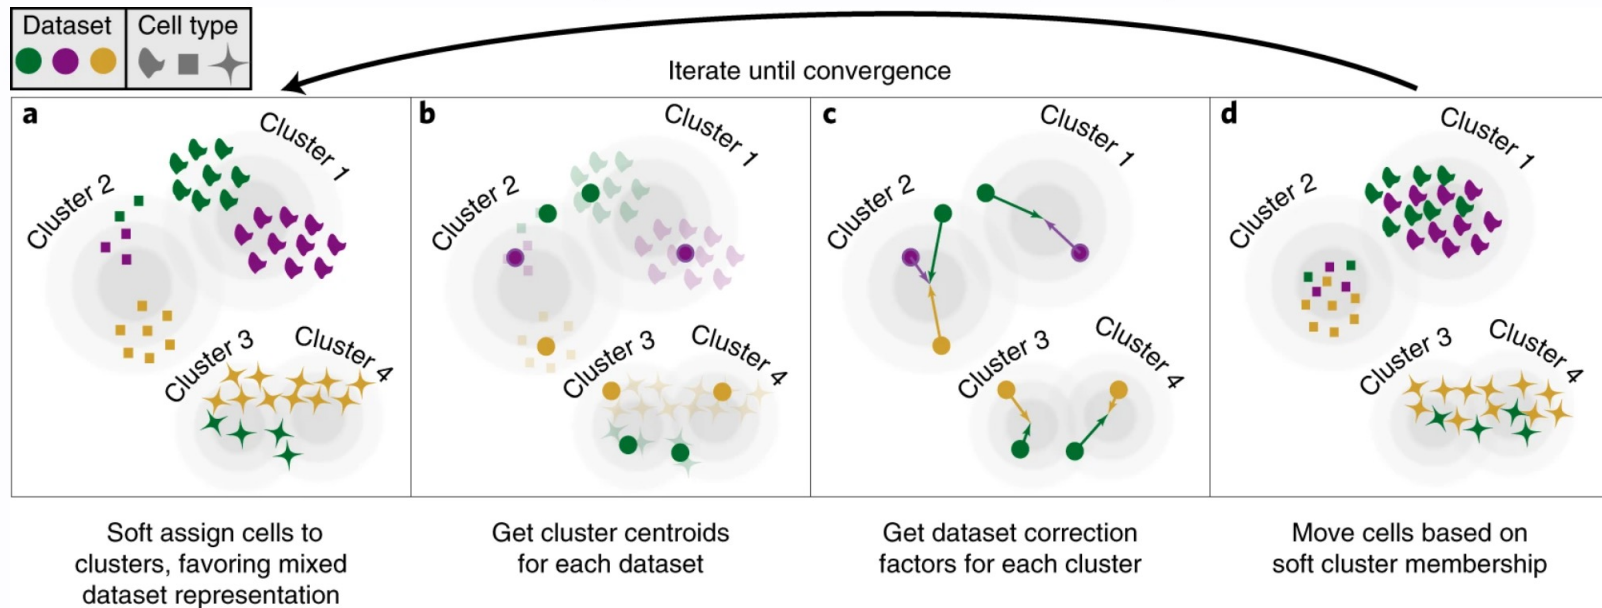 Dataset
Cell type
Iterate until convergence
a
Cluster 1
Cluster 2
Cluster 3
Cluster 4
b
Cluster 1
Cluster 2
Cluster 3
Cluster 4
c
Cluster 1
Cluster 2
Cluster 3
Cluster 4
d
Cluster 1
Cluster 2
Cluster 3
Cluster 4
Soft assign cells to
clusters, favoring mixed
dataset representation
Get cluster centroids
for each dataset
Get dataset correction
factors for each cluster
Move cells based on
soft cluster membership